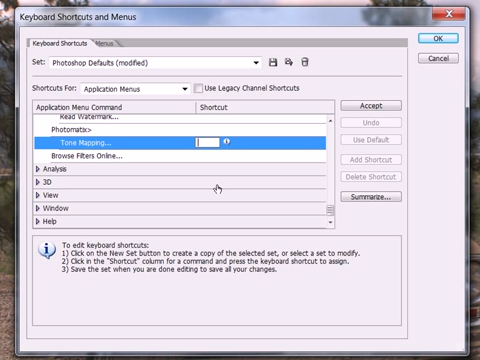 Keyboard Shortcuts and Menus
Keyboard Shortcuts Menus
OK
Set: Photoshop Defaults (modified)
Cancel
Shortcuts For: Application Menus Use Legacy Channel Shortcuts
Application Menu Command Shortcut
Accept
Read Watermark...
Undo
Photomatix>
Tone Mapping...
Use Default
Browse Filters Online...
Add Shortcut
Analysis
Delete Shortcut
3D
View
Summarize...
Window
Help
To edit keyboard shortcuts:
1) Click on the New Set button to create a copy of the selected set, or select a set to modify.
2) Click in the "Shortcut" column for a command and press the keyboard shortcut to assign.
3) Save the set when you are done editing to save all your changes.